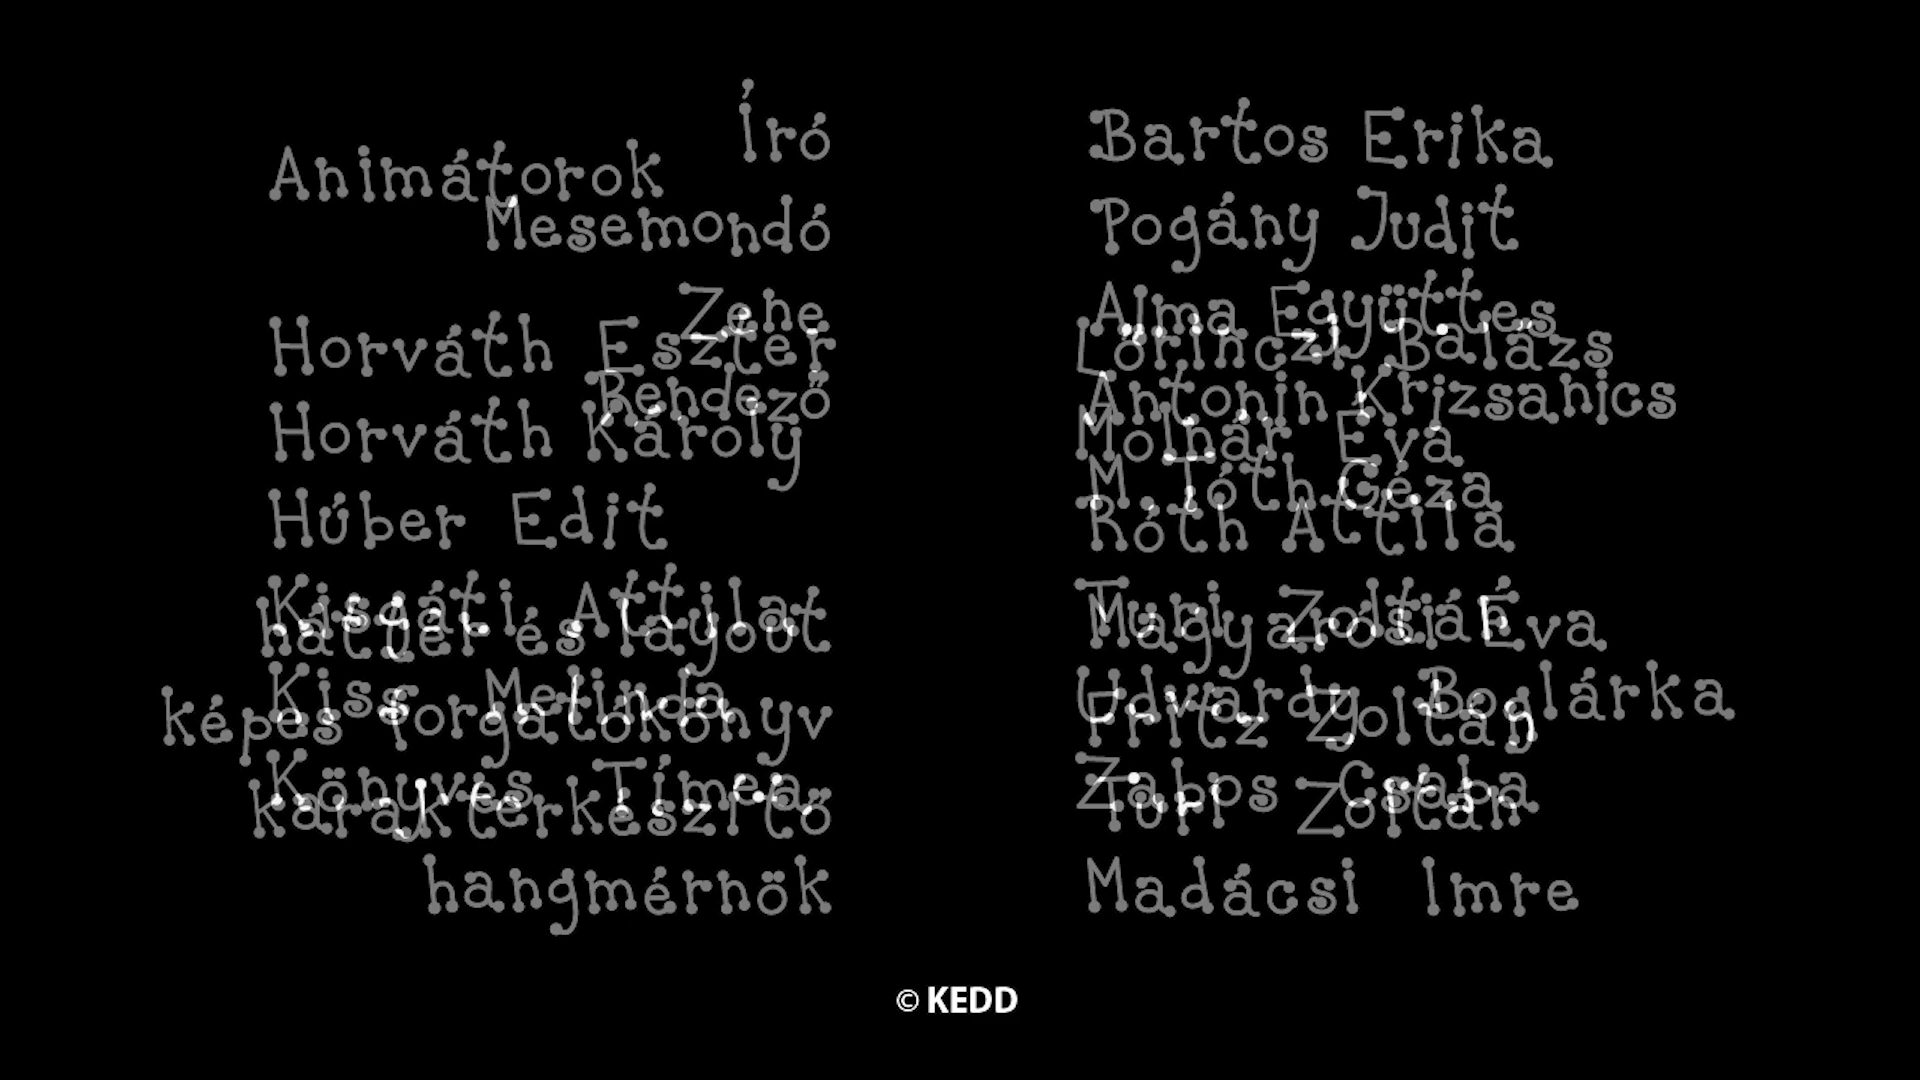 Író Bartos Erika
Animátorok
Mesemondó Pogány Judit
Zene Alma Együttes
Horváth Eszter Lőrinczi Balázs
Rendező Antonin Krizsanics
Horváth Károly Molnár Éva
M. Tóth Géza
Húber Edit Róth Attila
Kisgáti Attila Turi Zoltán
háttér és layout Magyarósi Éva
Kiss Melinda Udvardy Boglárka
képes forgatókönyv Fritz Zoltán
Könyves Tímea Zabos Csaba
karakterkészítő Turi Zoltán
hangmérnök Madácsi Imre
© KEDD